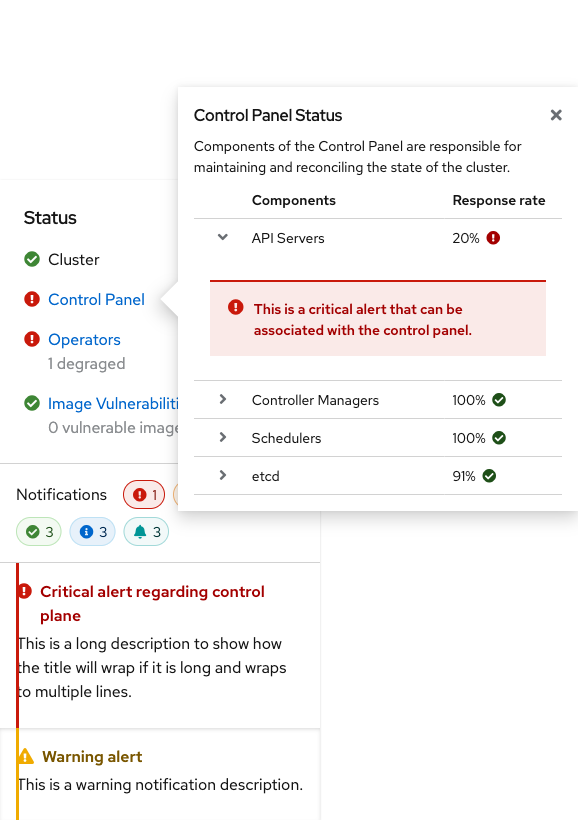 Control Panel Status
Components of the Control Panel are responsible for
maintaining and reconciling the state of the cluster.
Components Response rate
API Servers 20%
This is a critical alert that can be
associated with the control panel.
Controller Managers 100%
Schedulers 100%
etcd 91%
Status
Cluster
Control Panel
Operators
1 degraded
Image Vulnerabiliti
0 vulnerable image
Notifications 1
3 3 3
Critical alert regarding control
plane
This is a long description to show how
the title will wrap if it is long and wraps
to multiple lines.
Warning alert
This is a warning notification description.